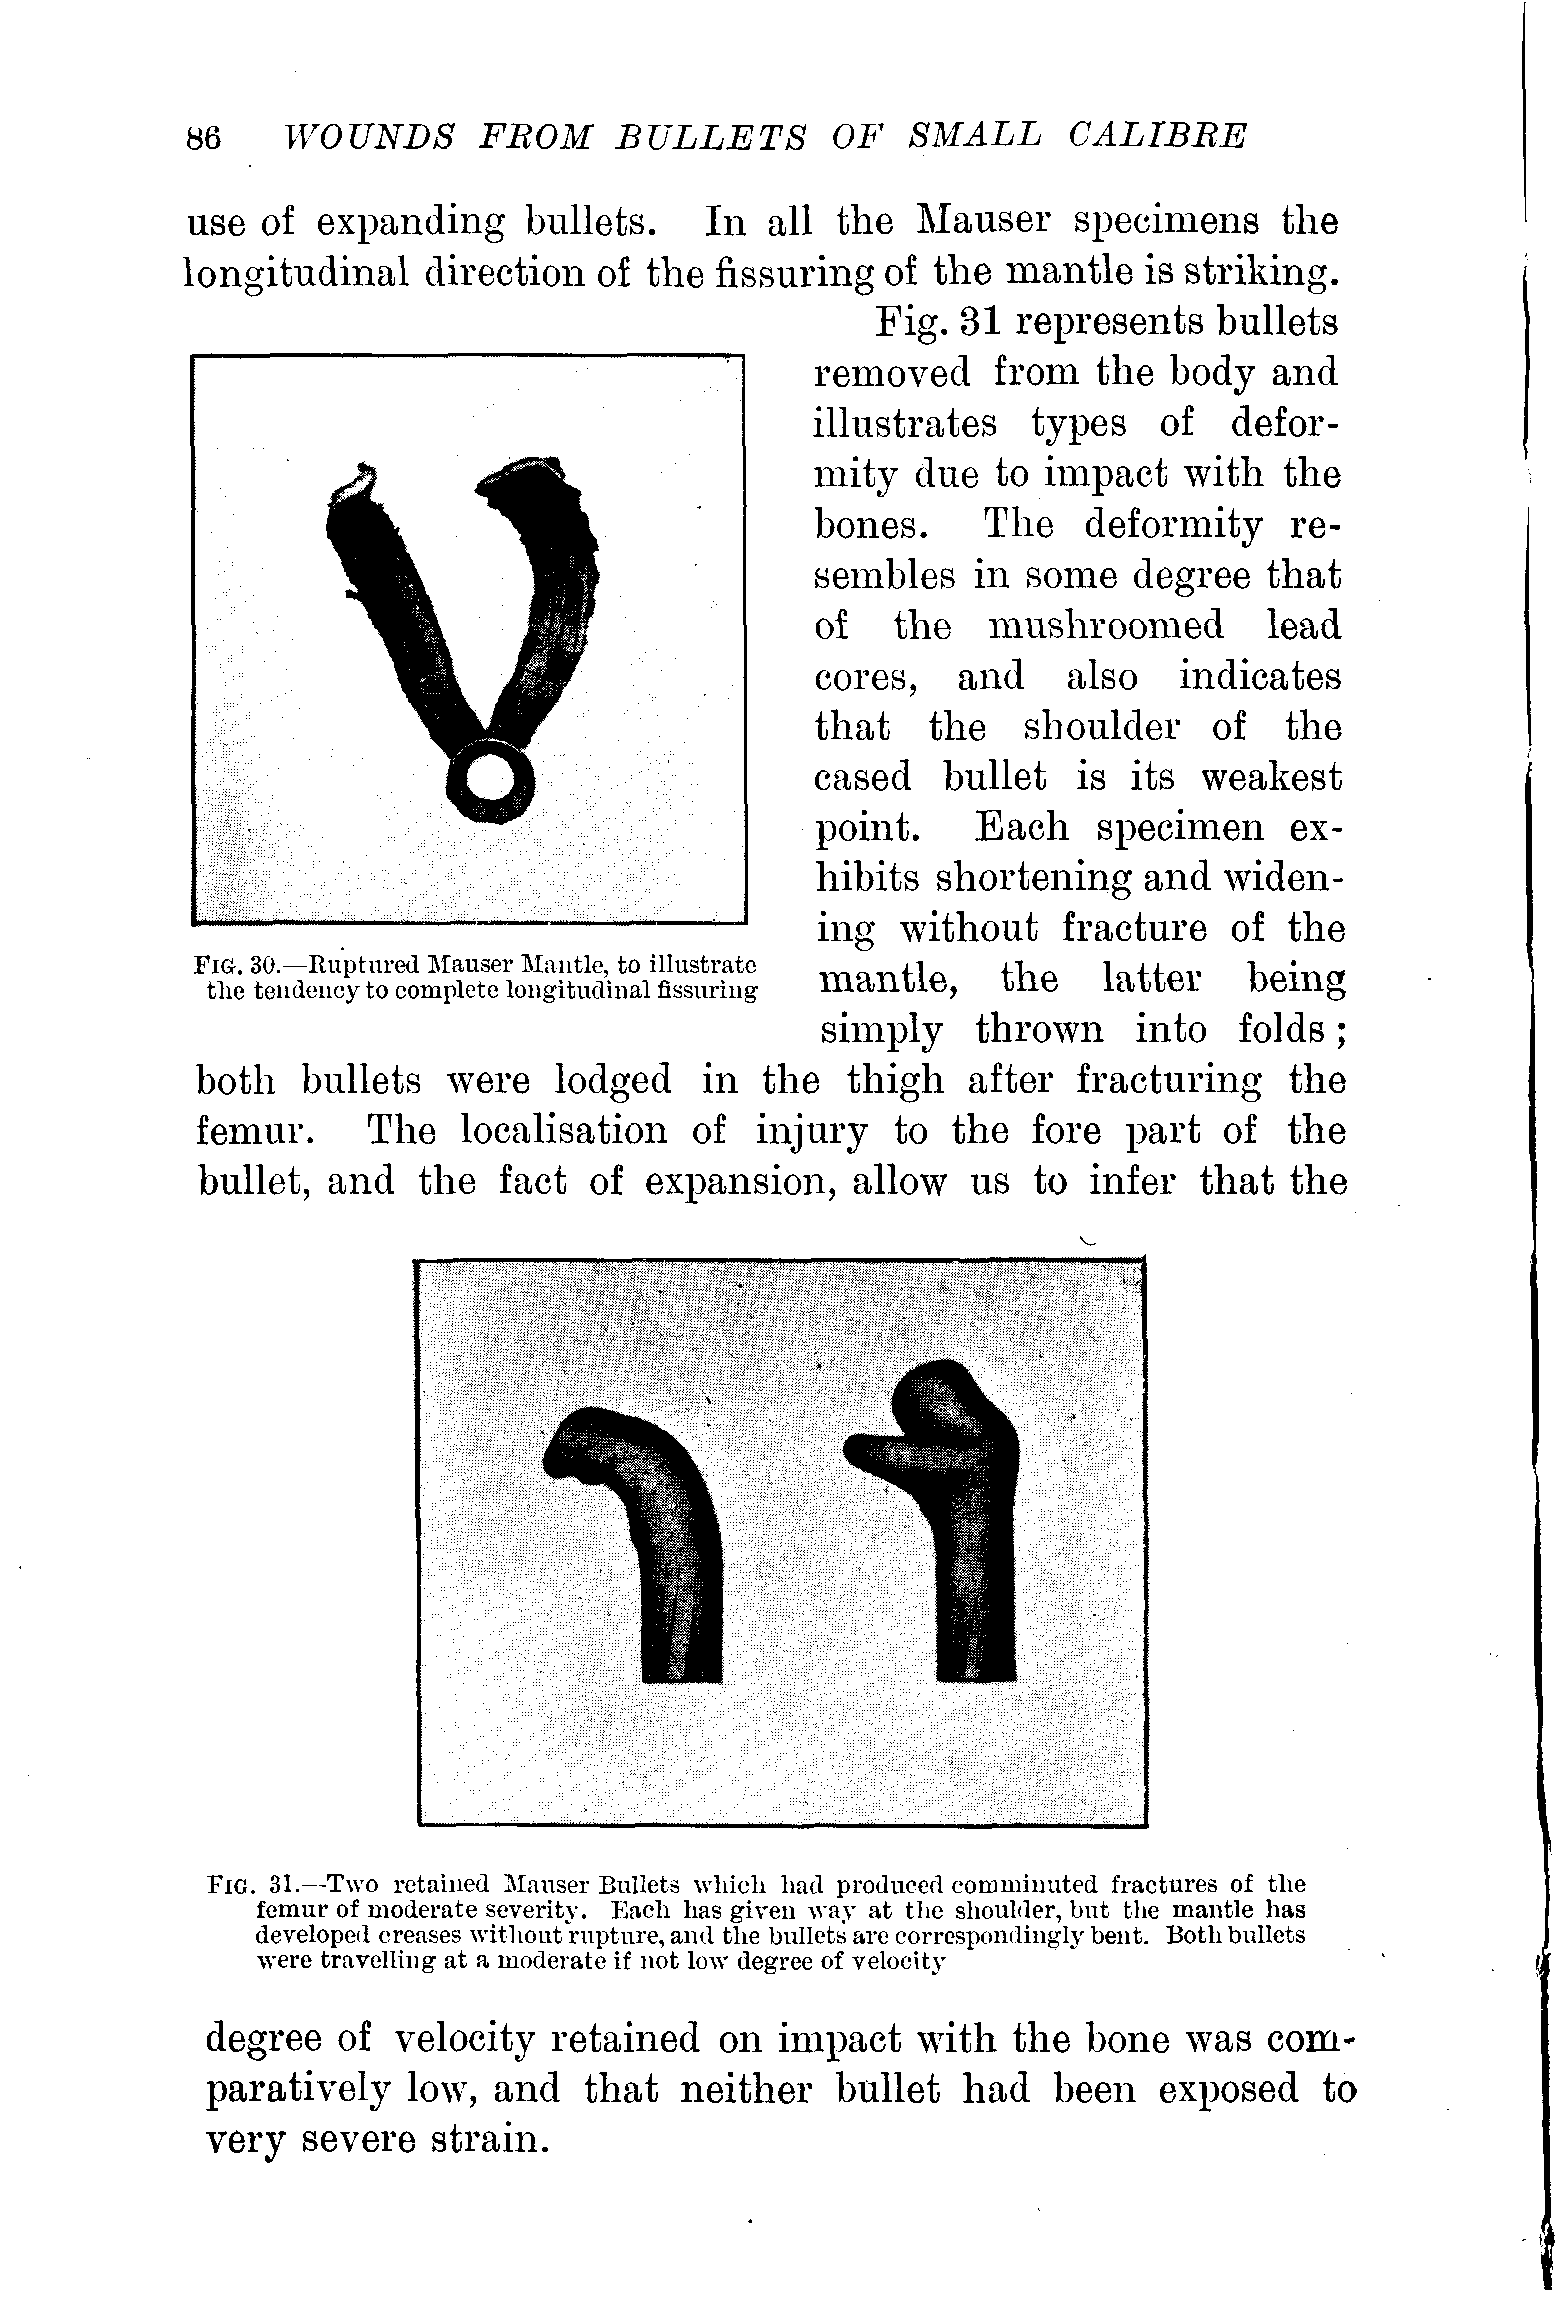 86 WOUNDS FROM BULLETS OF SMALL CALIBRE
use of expanding bullets. In all the Mauser specimens the
longitudinal direction of the fissuring of the mantle is striking.
Fig. 31 represents bullets
removed from the body and
illustrates types of defor-
mity due to impact with the
bones. The deformity re-
sembles in some degree that
of the mushroomed lead
cores, and also indicates
that the shoulder of the
cased bullet is its weakest
point. Each specimen ex-
hibits shortening and widen-
ing without fracture of the
mantle, the latter being
simply thrown into folds;
FIG. 30.—Ruptured Mauser Mantle, to illustrate
the tendency to complete longitudinal fissuring
both bullets were lodged in the thigh after fracturing the
femur. The localisation of injury to the fore part of the
bullet, and the fact of expansion, allow us to infer that the
FIG. 31.—Two retained Mauser Bullets which had produced comminuted fractures of the
femur of moderate severity. Each has given way at the shoulder, but the mantle has
developed creases without rupture, and the bullets are correspondingly bent. Both bullets
were travelling at a moderate if not low degree of velocity
degree of velocity retained on impact with the bone was com-
paratively low, and that neither bullet had been exposed to
very severe strain.